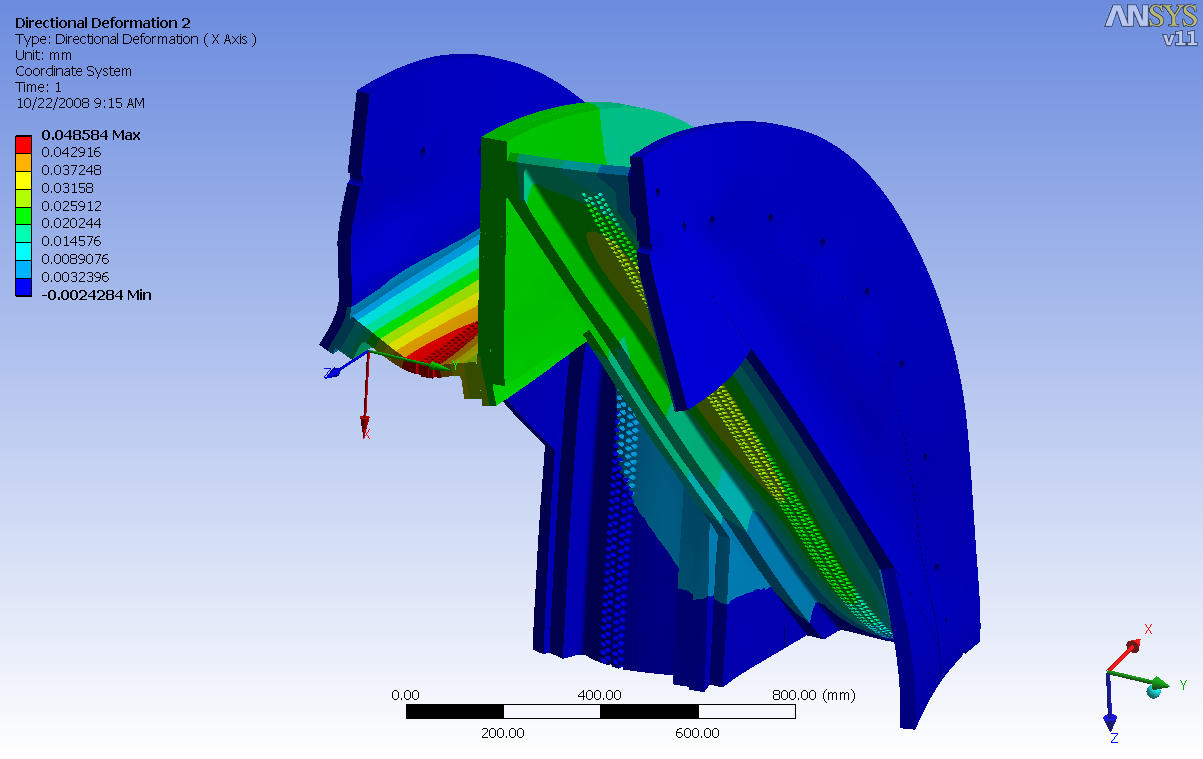 Directional Deformation 2
Type: Directional Deformation ( X Axis )
Unit: mm
Coordinate System
Time: 1
10/22/2008 9:15 AM
ANSYS
v11
0.048584 Max
0.042916
0.037248
0.03158
0.025912
0.020244
0.014576
0.0089076
0.0032396
-0.0024284 Min
Y
Z
X
0.00 400.00 800.00 (mm)
200.00 600.00
X
Y
Z